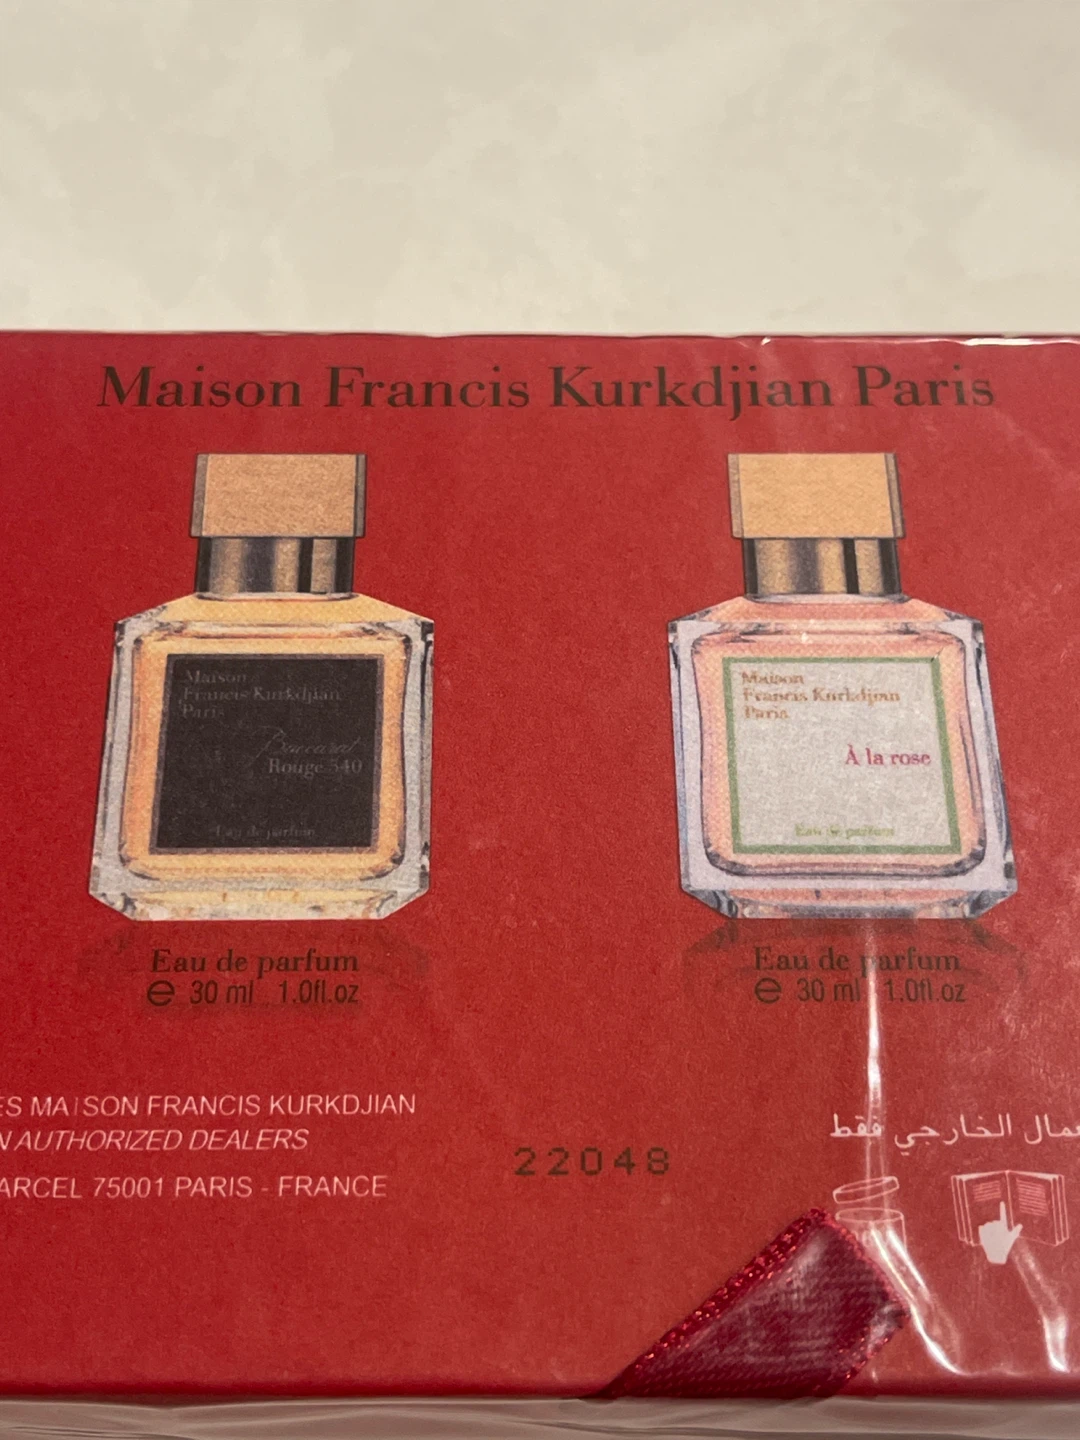 Maison Francis Kurkdjian Paris
Maison
Francis Kurkdjian
Paris
Baccarat
Rouge 540
Eau de parfum
Maison
Francis Kurkdjian
Paris
À la rose
Eau de parfum
Eau de parfum
℮ 30 ml 1.0fl.oz
Eau de parfum
℮ 30 ml 1.0fl.oz
ES MAISON FRANCIS KURKDJIAN
N AUTHORIZED DEALERS
ARCEL 75001 PARIS - FRANCE
22048
عمال الخارجي فقط